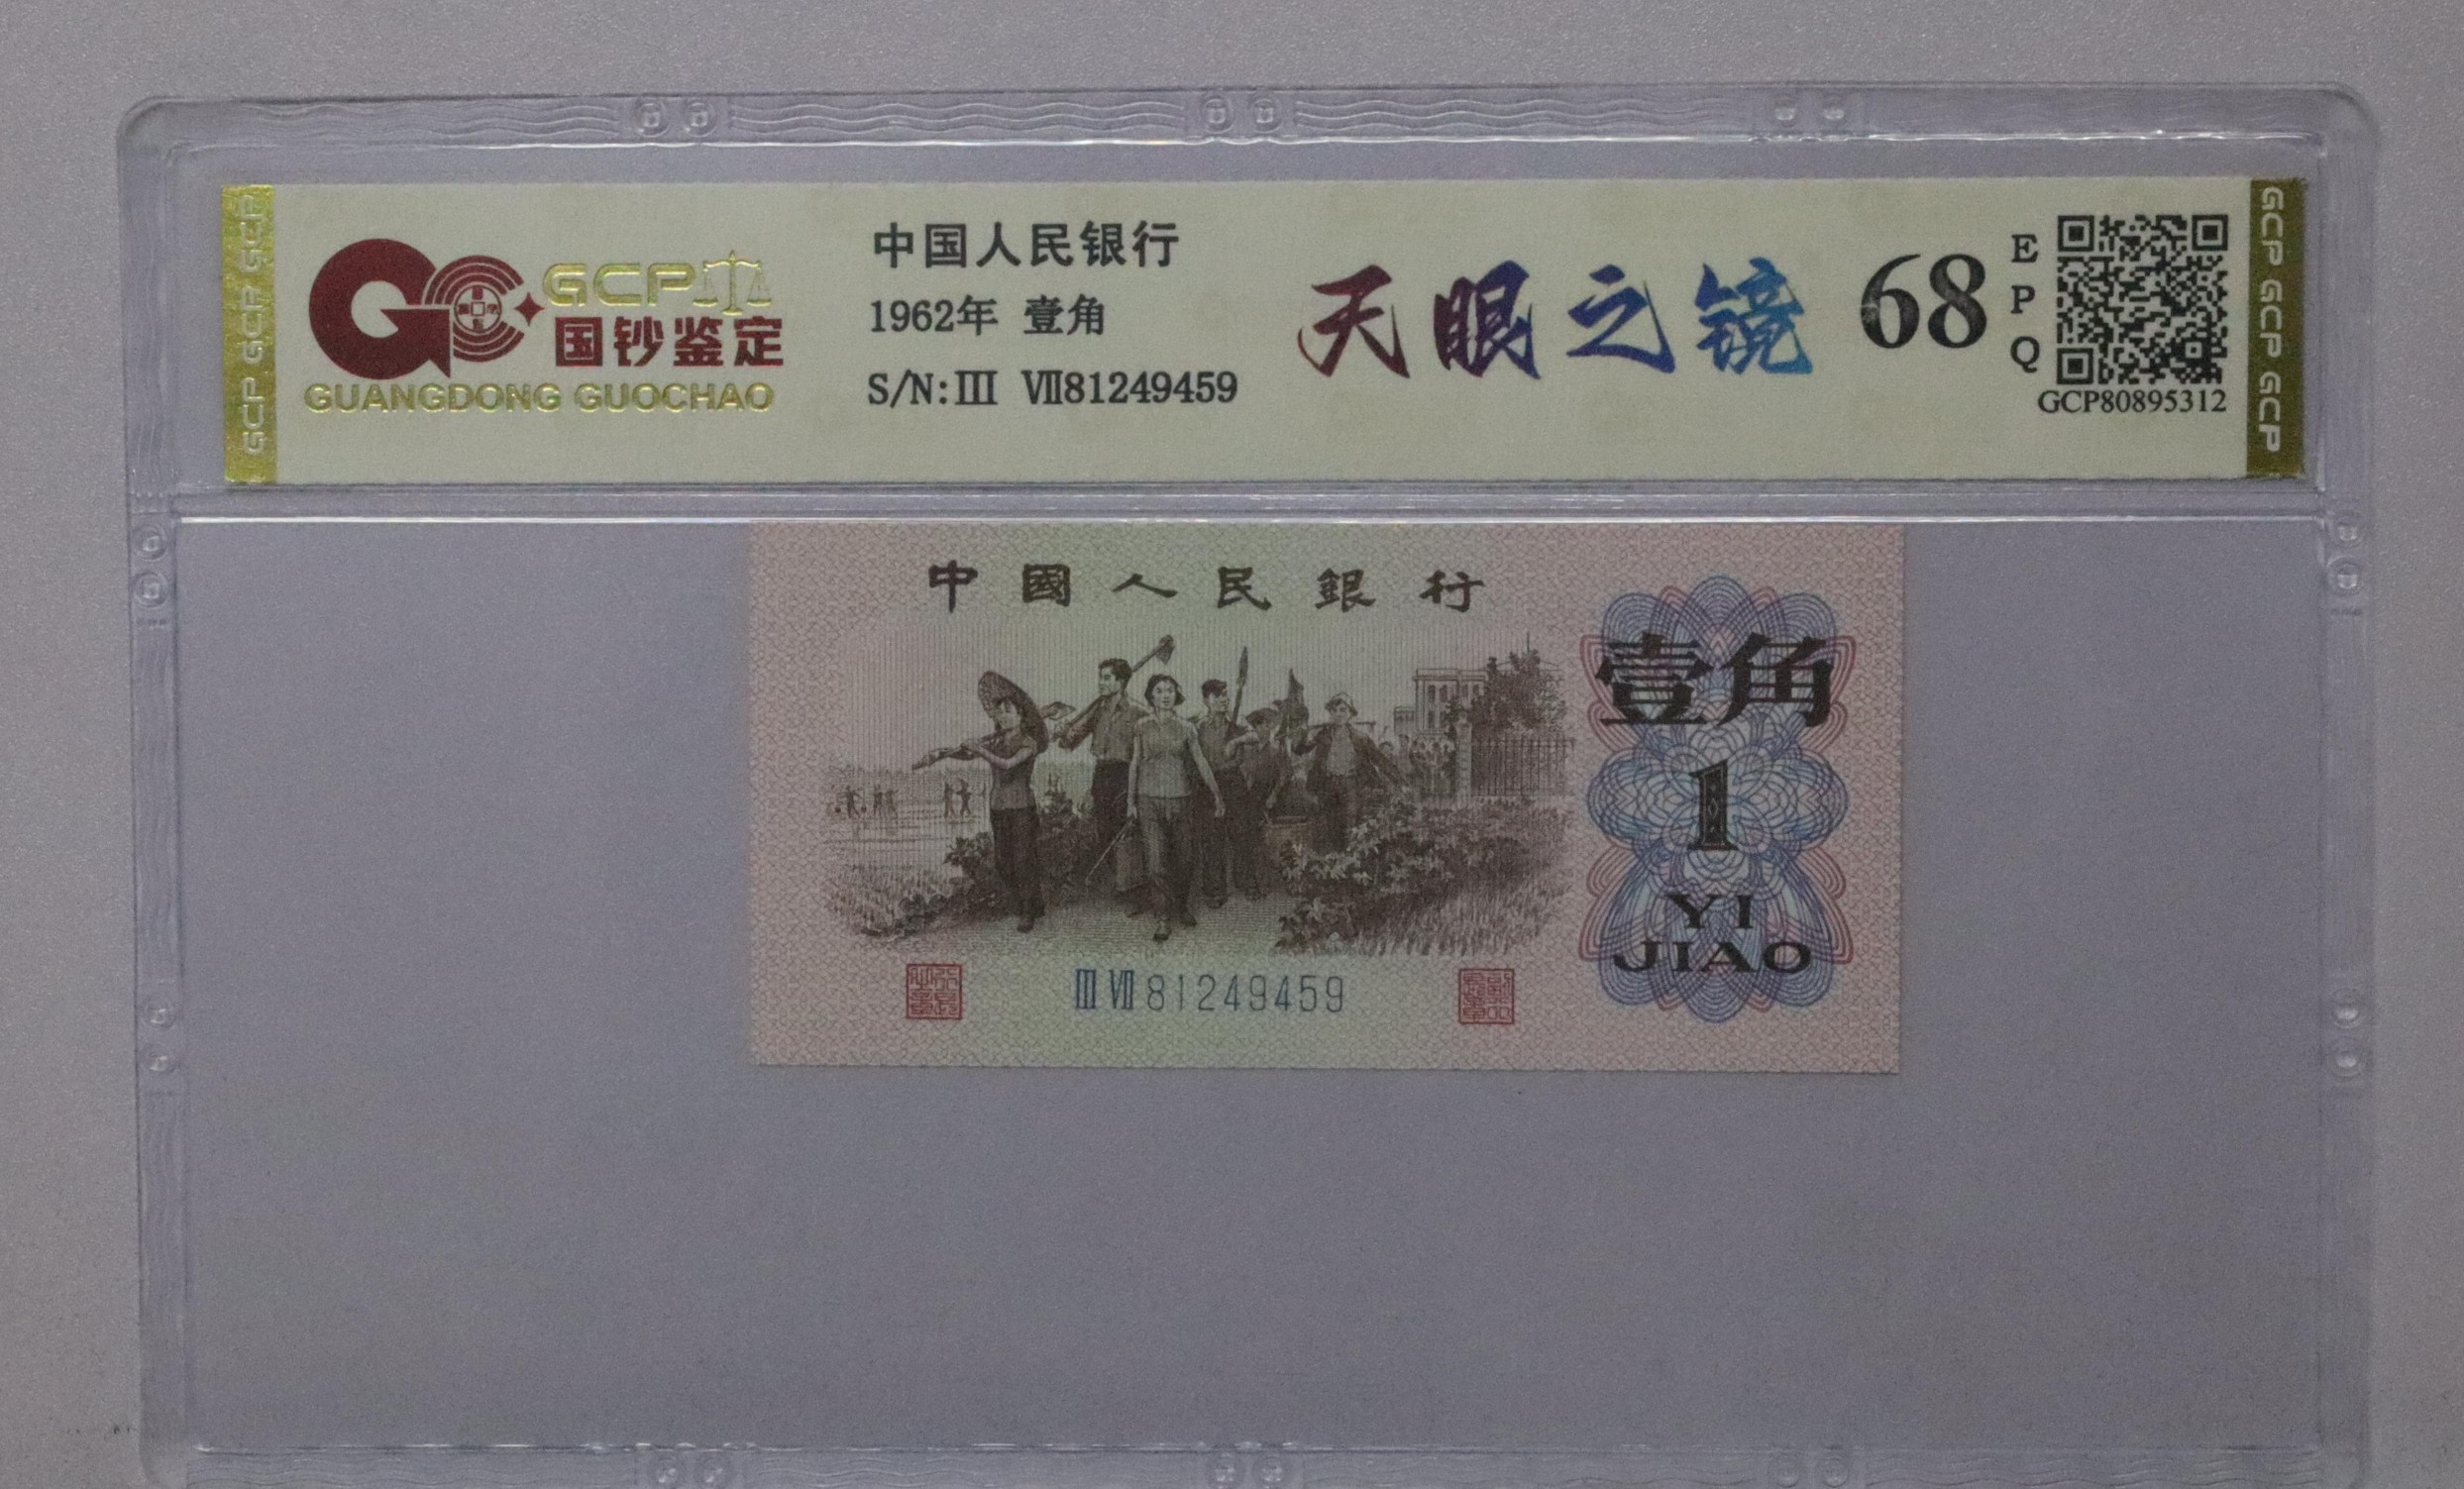 GCP GCP GCP
GCP
国钞鉴定
GUANGDONG GUOCHAO
中国人民银行
1962年 壹角
S/N:Ⅲ Ⅶ81249459
天眼之镜
68
E
P
Q
GCP80895312
GCP GCP GCP
中國人民銀行
壹角
1
YI
JIAO
Ⅲ Ⅶ 81249459